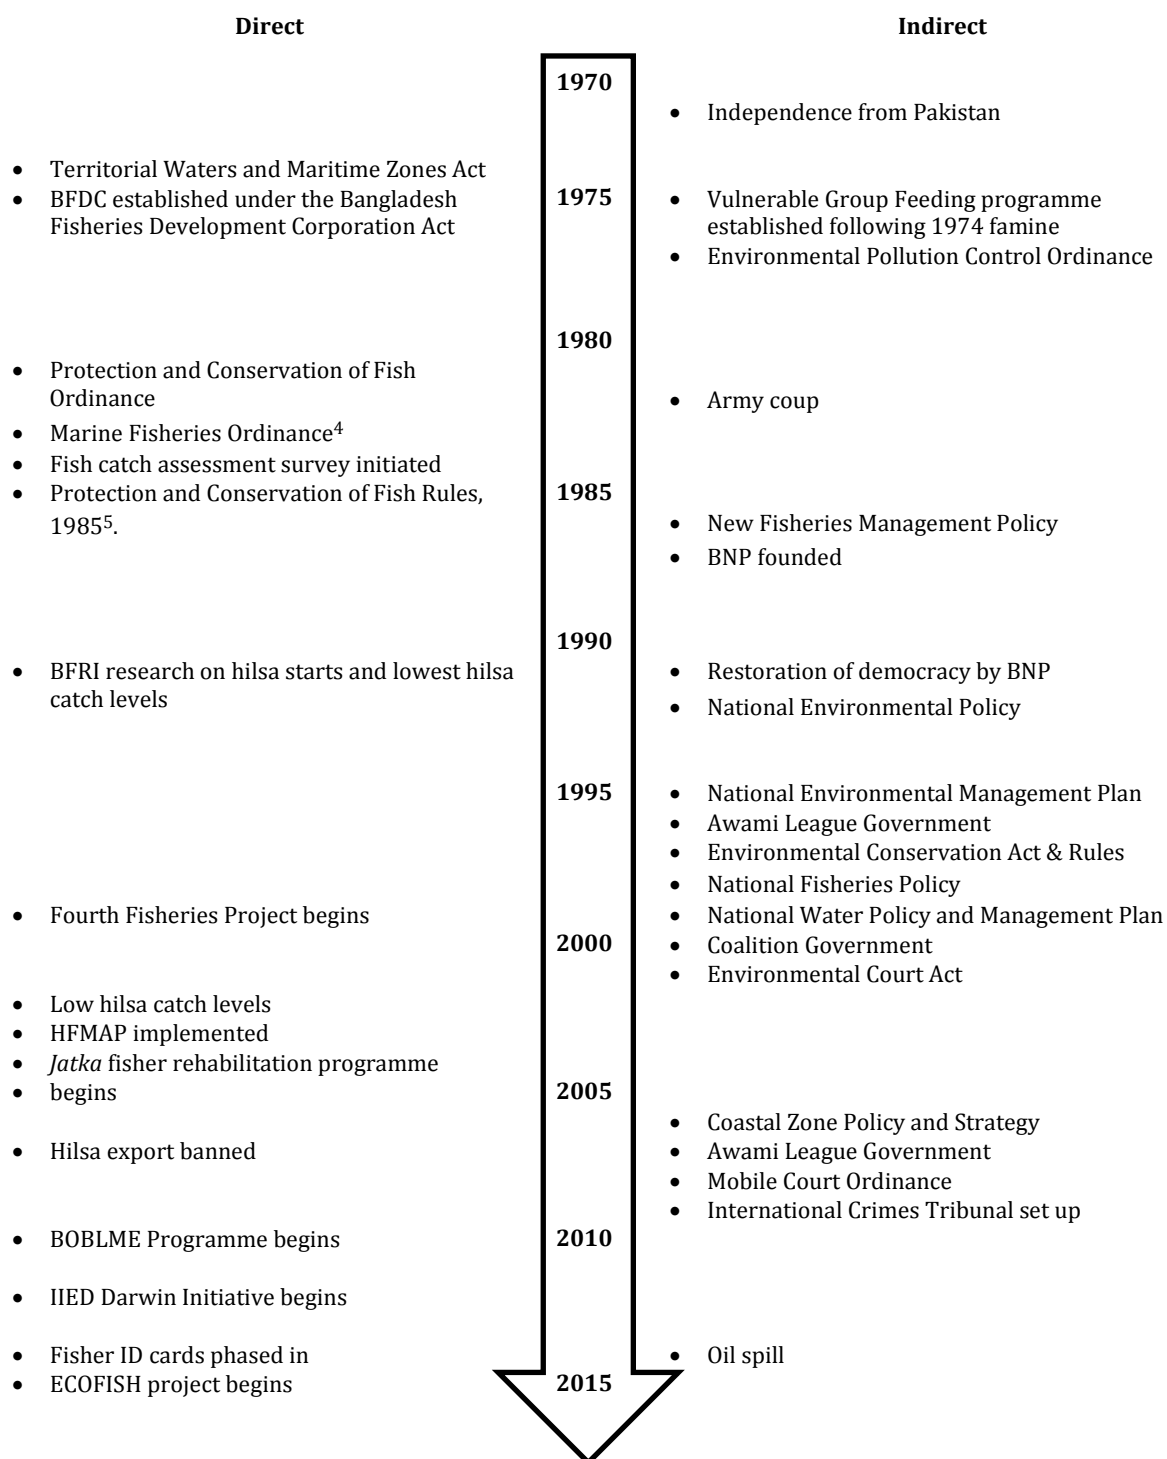 Direct
Indirect
1970
• Independence from Pakistan
• Territorial Waters and Maritime Zones Act
• BFDC established under the Bangladesh
Fisheries Development Corporation Act
1975
• Vulnerable Group Feeding programme
established following 1974 famine
• Environmental Pollution Control Ordinance
1980
• Protection and Conservation of Fish
Ordinance
• Army coup
• Marine Fisheries Ordinance⁴
• Fish catch assessment survey initiated
• Protection and Conservation of Fish Rules,
1985⁵.
1985
• New Fisheries Management Policy
• BNP founded
1990
• BFRI research on hilsa starts and lowest hilsa
catch levels
• Restoration of democracy by BNP
• National Environmental Policy
1995
• National Environmental Management Plan
• Awami League Government
• Environmental Conservation Act & Rules
• National Fisheries Policy
• Fourth Fisheries Project begins
• National Water Policy and Management Plan
2000
• Coalition Government
• Environmental Court Act
• Low hilsa catch levels
• HFMAP implemented
• Jatka fisher rehabilitation programme
• begins
2005
• Coastal Zone Policy and Strategy
• Hilsa export banned
• Awami League Government
• Mobile Court Ordinance
• International Crimes Tribunal set up
• BOBLME Programme begins
2010
• IIED Darwin Initiative begins
• Fisher ID cards phased in
• Oil spill
• ECOFISH project begins
2015